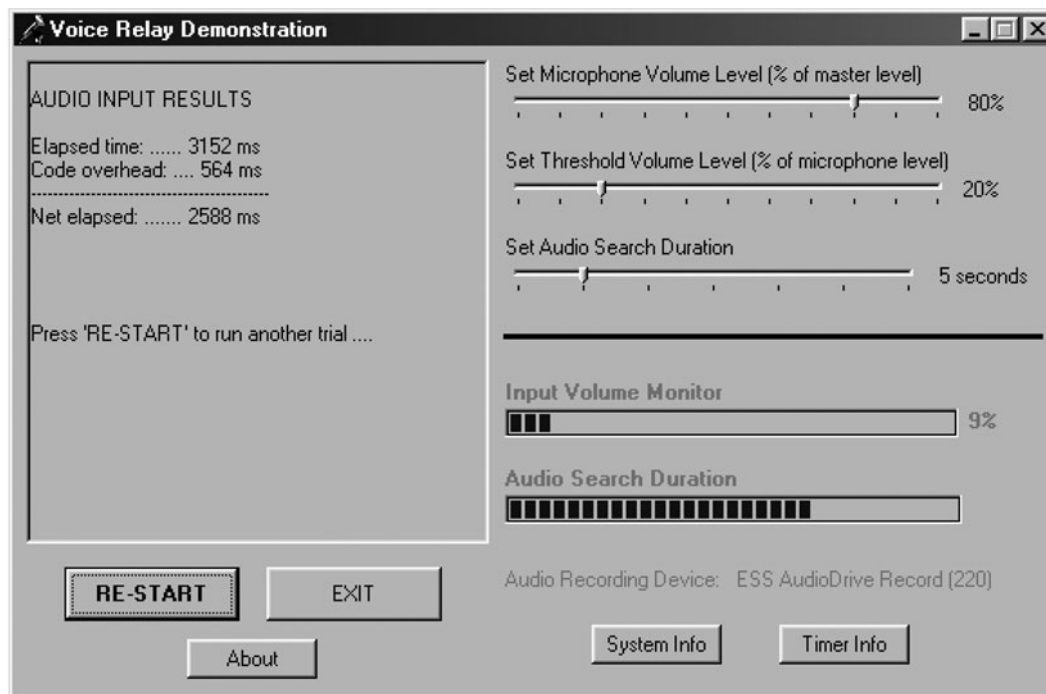 Voice Relay Demonstration
AUDIO INPUT RESULTS
Elapsed time: ...... 3152 ms
Code overhead: .... 564 ms
----------------------------------------
Net elapsed: ....... 2588 ms
Press 'RE-START' to run another trial ....
RE-START
EXIT
About
Set Microphone Volume Level (% of master level)
80%
Set Threshold Volume Level (% of microphone level)
20%
Set Audio Search Duration
5 seconds
Input Volume Monitor
9%
Audio Search Duration
Audio Recording Device: ESS AudioDrive Record (220)
System Info
Timer Info